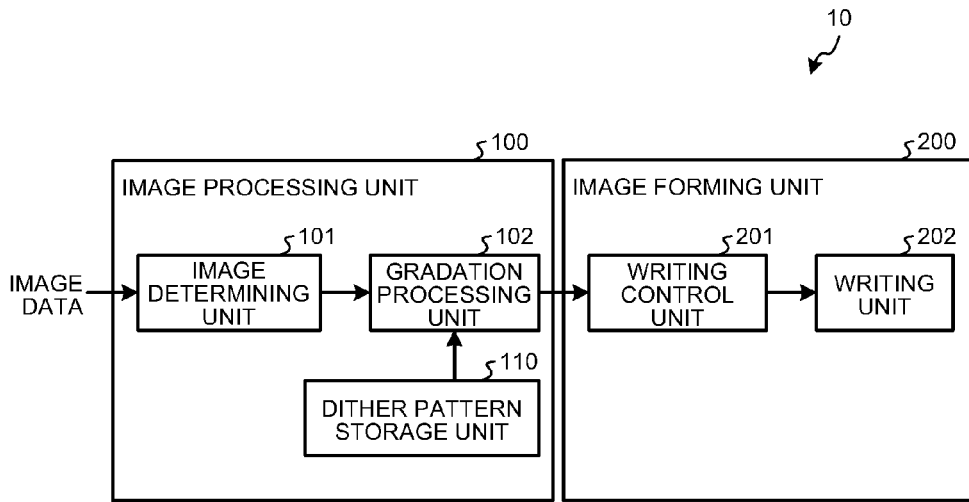 10
100
200
IMAGE PROCESSING UNIT
IMAGE FORMING UNIT
101
102
201
202
IMAGE
DATA
IMAGE
DETERMINING
UNIT
GRADATION
PROCESSING
UNIT
WRITING
CONTROL
UNIT
WRITING
UNIT
110
DITHER PATTERN
STORAGE UNIT